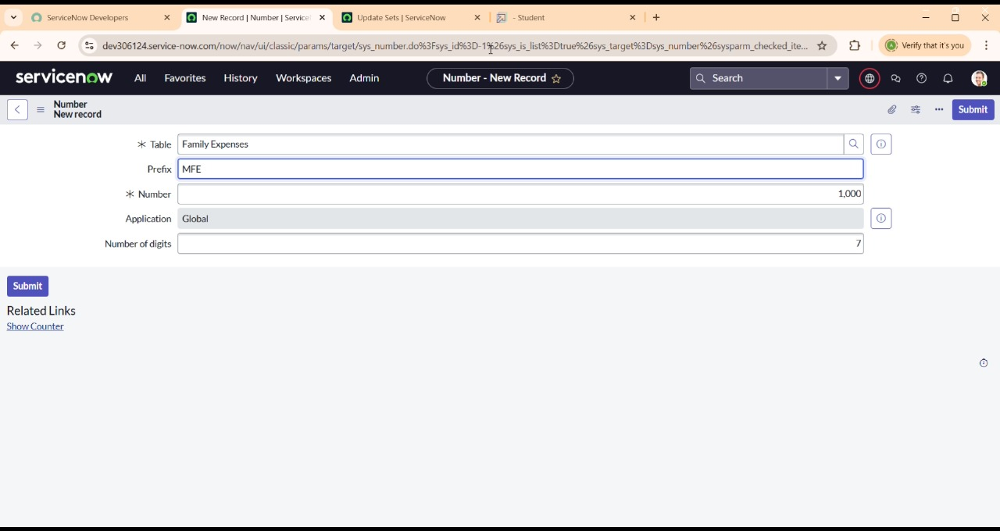 ServiceNow Developers
New Record | Number | Service
Update Sets | ServiceNow
- Student
dev306124.service-now.com/now/nav/ui/classic/params/target/sys_number.do%3Fsys_id%3D-1%26sys_is_list%3Dtrue%26sys_target%3Dsys_number%26sysparm_checked_ite...
Verify that it's you
servicenow
All
Favorites
History
Workspaces
Admin
Number - New Record
Search
Number
New record
Submit
Table
Family Expenses
Prefix
MFE
Number
1,000
Application
Global
Number of digits
7
Submit
Related Links
Show Counter